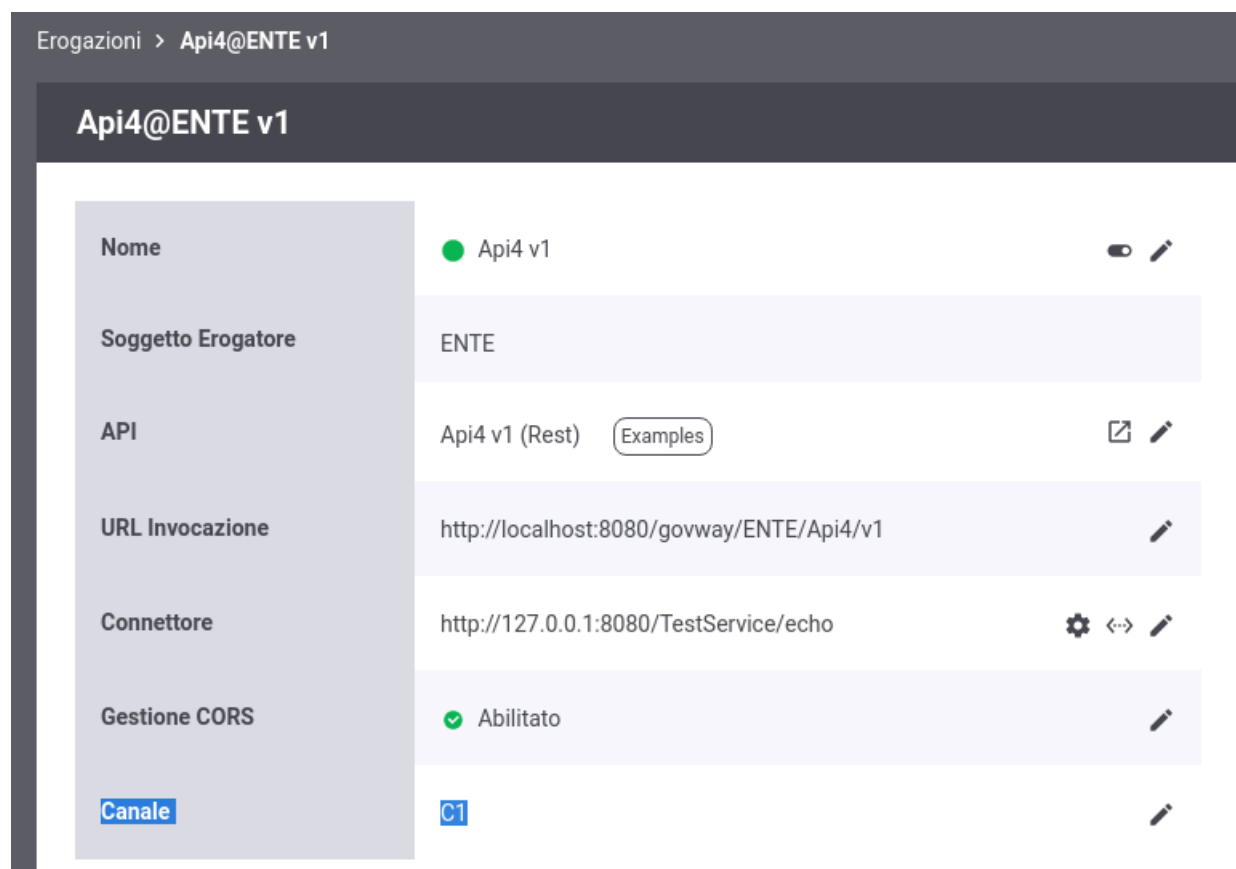 Erogazioni > Api4@ENTE v1
Api4@ENTE v1
Nome Api4 v1
Soggetto Erogatore ENTE
API Api4 v1 (Rest) Examples
URL Invocazione http://localhost:8080/govway/ENTE/Api4/v1
Connettore http://127.0.0.1:8080/TestService/echo
Gestione CORS Abilitato
Canale C1